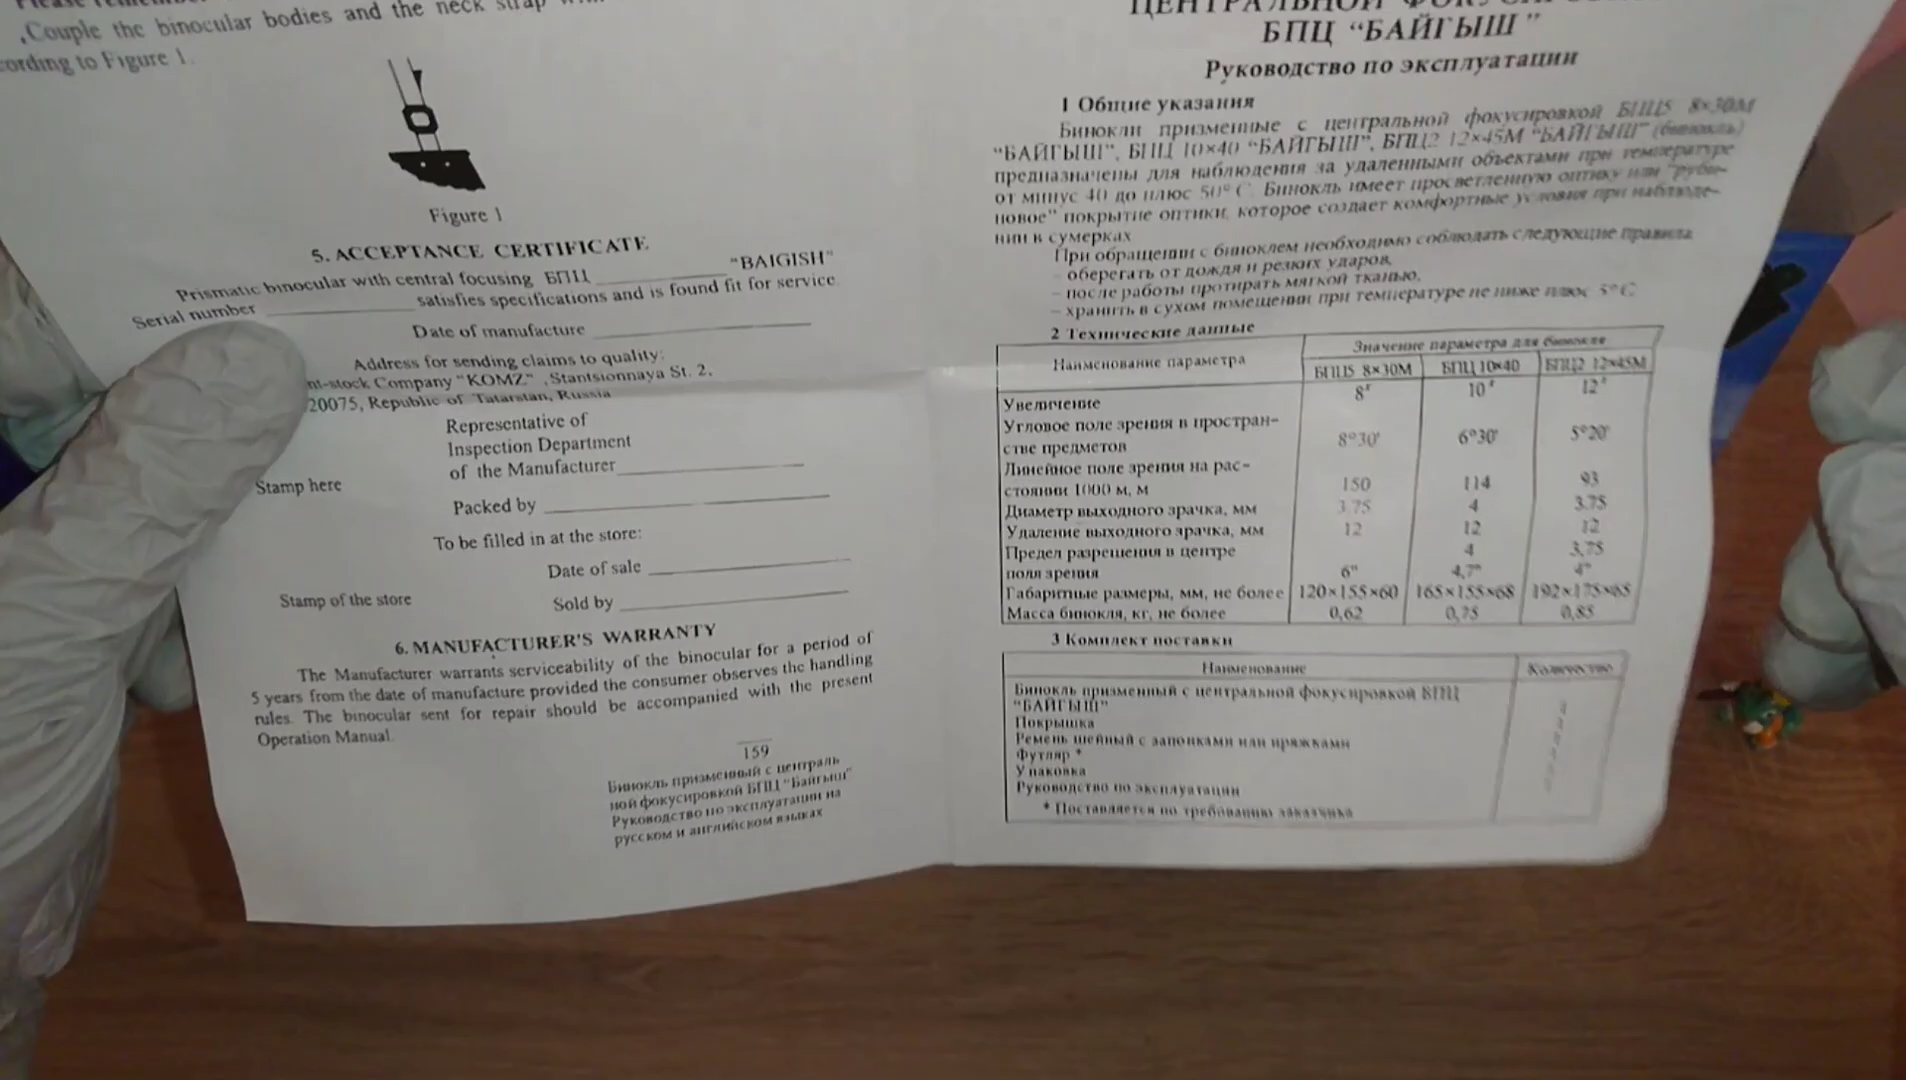 Please remember
Couple the binocular bodies and the neck strap
cording to Figure 1.
Figure 1
5. ACCEPTANCE CERTIFICATE
Prismatic binocular with central focusing БПЦ __________ "BAIGISH"
Serial number __________ satisfies specifications and is found fit for service
Date of manufacture __________
Address for sending claims to quality:
nt-stock Company "KOMZ", Stantsionnaya St. 2,
20075, Republic of Tatarstan, Russia
Representative of
Inspection Department
of the Manufacturer __________
Stamp here
Packed by __________
To be filled in at the store:
Date of sale __________
Stamp of the store
Sold by __________
6. MANUFACTURER'S WARRANTY
The Manufacturer warrants serviceability of the binocular for a period of
5 years from the date of manufacture provided the consumer observes the handling
rules. The binocular sent for repair should be accompanied with the present
Operation Manual.
159
Бинокль призменный с централь
ной фокусировкой БПЦ "Байгыш"
Руководство по эксплуатации на
русском и английском языках
ЦЕНТРАЛЬНОЙ
БПЦ "БАЙГЫШ"
Руководство по эксплуатации
1 Общие указания
Бинокли призменные с центральной фокусировкой БПЦ5 8×30М
"БАЙГЫШ", БПЦ 10×40 "БАЙГЫШ", БПЦ2 12×45М "БАЙГЫШ" (бинокль)
предназначены для наблюдения за удаленными объектами при температуре
от минус 40 до плюс 50° С. Бинокль имеет просветленную оптику или "руби-
новое" покрытие оптики, которое создает комфортные условия при наблюде-
нии в сумерках
При обращении с биноклем необходимо соблюдать следующие правила
- оберегать от дождя и резких ударов,
- после работы протирать мягкой тканью,
- хранить в сухом помещении при температуре не ниже плюс 5° С
2 Технические данные
Наименование параметра Значение параметра для бинокля
БПЦ5 8×30М БПЦ 10×40 БПЦ2 12×45М
Увеличение 8ˣ 10ˣ 12ˣ
Угловое поле зрения в простран-
стве предметов 8°30' 6°30' 5°20'
Линейное поле зрения на рас-
стоянии 1000 м, м 150 114 93
Диаметр выходного зрачка, мм 3.75 4 3.75
Удаление выходного зрачка, мм 12 12 12
Предел разрешения в центре 4 3,75
поля зрения 6" 4,7" 4"
Габаритные размеры, мм, не более 120×155×60 165×155×68 192×175×65
Масса бинокля, кг, не более 0,62 0,75 0,85
3 Комплект поставки
Наименование Количество
Бинокль призменный с центральной фокусировкой БПЦ
"БАЙГЫШ"
Покрышка
Ремень шейный с запонками или пряжками
Футляр *
Упаковка
Руководство по эксплуатации
* Поставляется по требованию заказчика